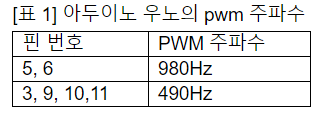 [표 1] 아두이노 우노의 pwm 주파수
핀 번호 PWM 주파수
5, 6 980Hz
3, 9, 10,11 490Hz